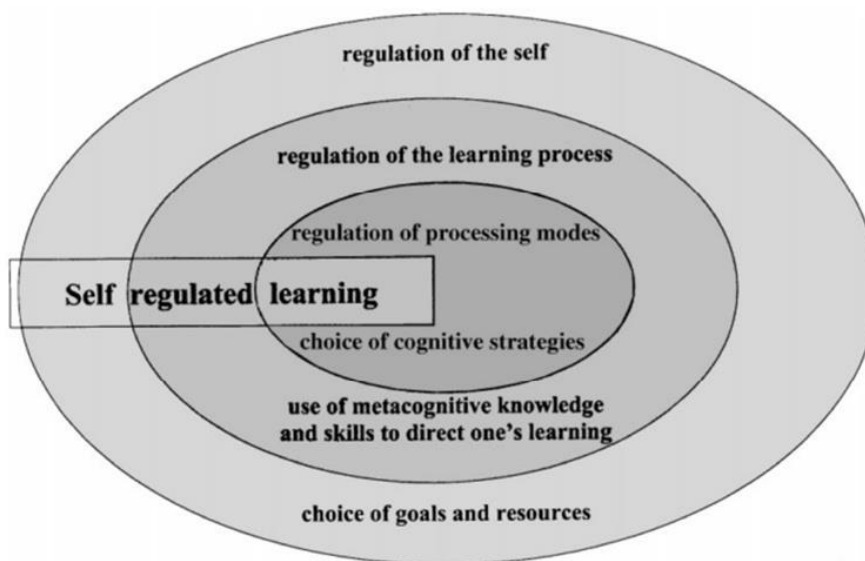 regulation of the self
regulation of the learning process
regulation of processing modes
Self regulated learning
choice of cognitive strategies
use of metacognitive knowledge
and skills to direct one's learning
choice of goals and resources